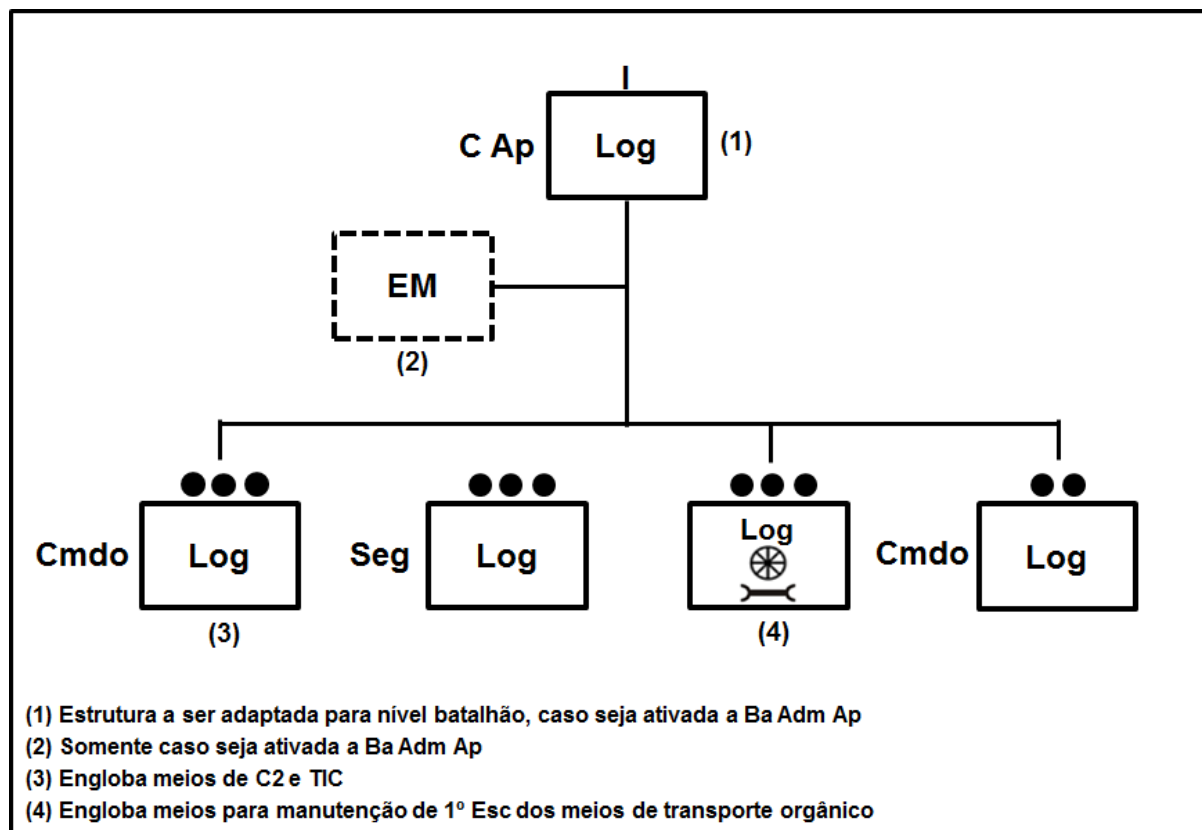 I
C Ap
Log
(1)
EM
(2)
Cmdo
Log
Seg
Log
Log
Cmdo
Log
(3)
(4)
(1) Estrutura a ser adaptada para nível batalhão, caso seja ativada a Ba Adm Ap
(2) Somente caso seja ativada a Ba Adm Ap
(3) Engloba meios de C2 e TIC
(4) Engloba meios para manutenção de 1º Esc dos meios de transporte orgânico